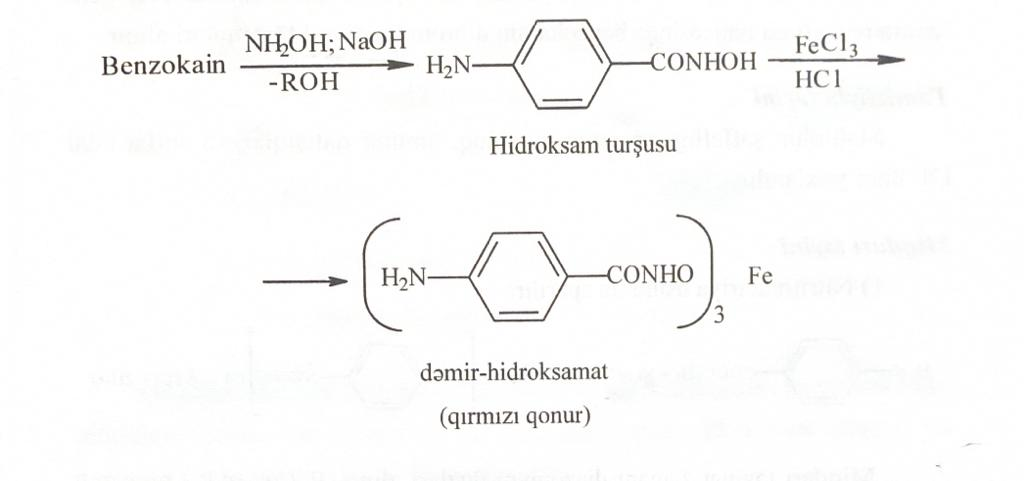 Benzokain NH₂OH; NaOH -ROH H₂N CONHOH FeCl₃ HCl
Hidroksam turşusu
H₂N CONHO 3 Fe
dəmir-hidroksamat
(qırmızı qonur)